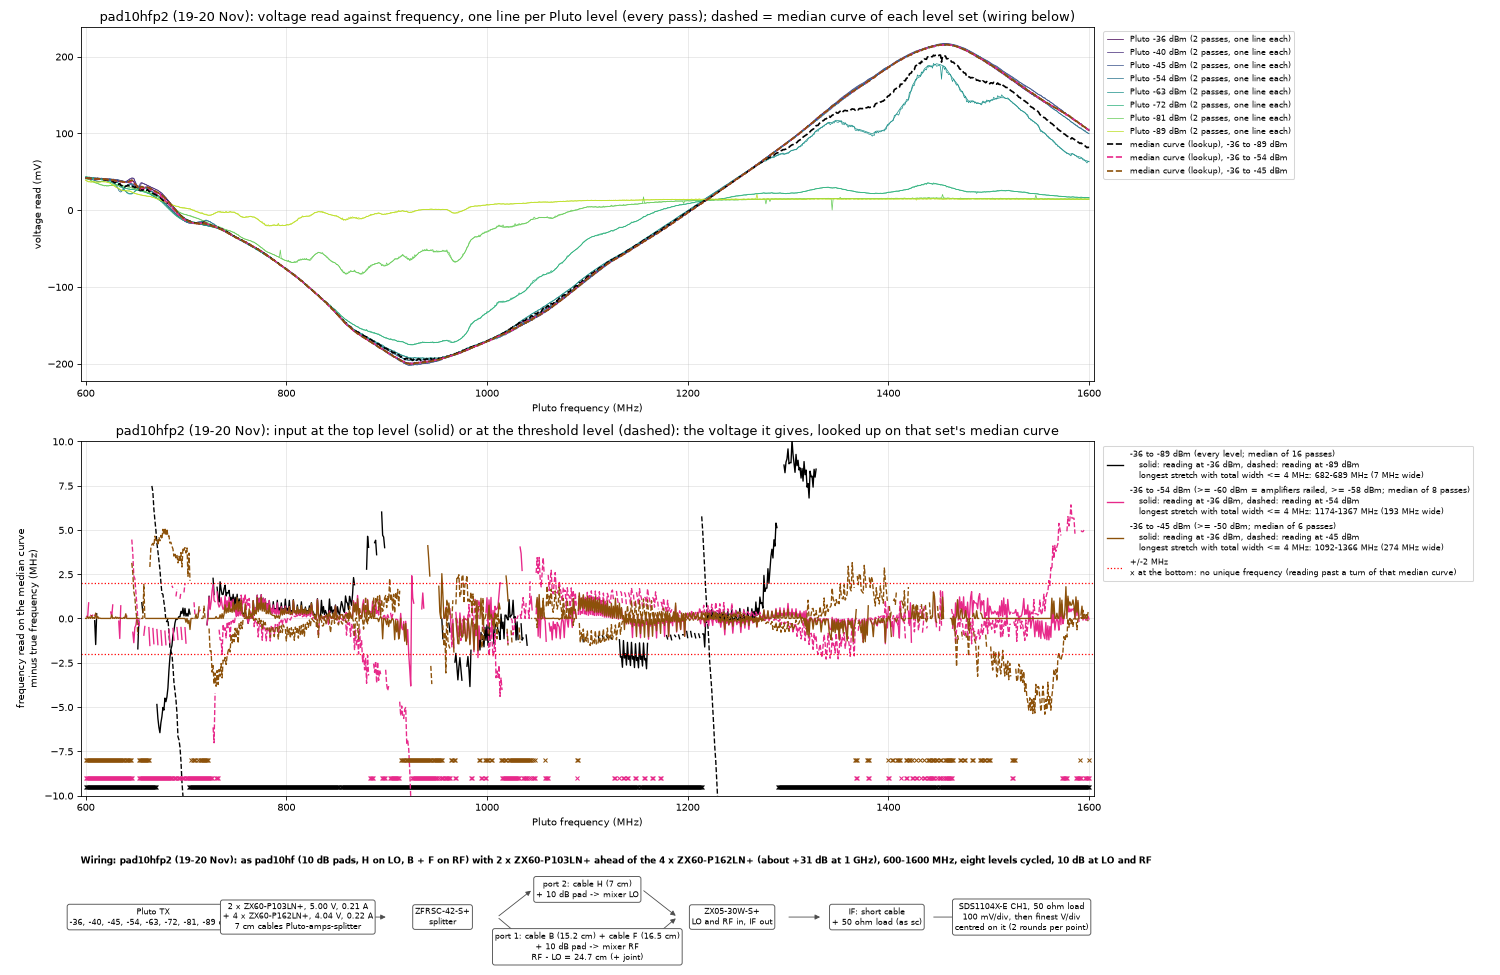 pad10hfp2 (19-20 Nov): voltage read against frequency, one line per Pluto level (every pass); dashed = median curve of each level set (wiring below)
voltage read (mV)
200
100
0
−100
−200
600
800
1000
1200
1400
1600
Pluto frequency (MHz)
Pluto -36 dBm (2 passes, one line each)
Pluto -40 dBm (2 passes, one line each)
Pluto -45 dBm (2 passes, one line each)
Pluto -54 dBm (2 passes, one line each)
Pluto -63 dBm (2 passes, one line each)
Pluto -72 dBm (2 passes, one line each)
Pluto -81 dBm (2 passes, one line each)
Pluto -89 dBm (2 passes, one line each)
median curve (lookup), -36 to -89 dBm
median curve (lookup), -36 to -54 dBm
median curve (lookup), -36 to -45 dBm
pad10hfp2 (19-20 Nov): input at the top level (solid) or at the threshold level (dashed): the voltage it gives, looked up on that set's median curve
frequency read on the median curve
minus true frequency (MHz)
10.0
7.5
5.0
2.5
0.0
−2.5
−5.0
−7.5
−10.0
600
800
1000
1200
1400
1600
Pluto frequency (MHz)
-36 to -89 dBm (every level; median of 16 passes)
solid: reading at -36 dBm, dashed: reading at -89 dBm
longest stretch with total width <= 4 MHz: 682-689 MHz (7 MHz wide)
-36 to -54 dBm (>= -60 dBm = amplifiers railed, >= -58 dBm; median of 8 passes)
solid: reading at -36 dBm, dashed: reading at -54 dBm
longest stretch with total width <= 4 MHz: 1174-1367 MHz (193 MHz wide)
-36 to -45 dBm (>= -50 dBm; median of 6 passes)
solid: reading at -36 dBm, dashed: reading at -45 dBm
longest stretch with total width <= 4 MHz: 1092-1366 MHz (274 MHz wide)
+/-2 MHz
x at the bottom: no unique frequency (reading past a turn of that median curve)
Wiring: pad10hfp2 (19-20 Nov): as pad10hf (10 dB pads, H on LO, B + F on RF) with 2 x ZX60-P103LN+ ahead of the 4 x ZX60-P162LN+ (about +31 dB at 1 GHz), 600-1600 MHz, eight levels cycled, 10 dB at LO and RF
Pluto TX
-36, -40, -45, -54, -63, -72, -81, -89
2 x ZX60-P103LN+, 5.00 V, 0.21 A
+ 4 x ZX60-P162LN+, 4.04 V, 0.22 A
7 cm cables Pluto-amps-splitter
ZFRSC-42-S+
splitter
port 2: cable H (7 cm)
+ 10 dB pad -> mixer LO
port 1: cable B (15.2 cm) + cable F (16.5 cm)
+ 10 dB pad -> mixer RF
RF - LO = 24.7 cm (+ joint)
ZX05-30W-S+
LO and RF in, IF out
IF: short cable
+ 50 ohm load (as sc)
SDS1104X-E CH1, 50 ohm load
100 mV/div, then finest V/div
centred on it (2 rounds per point)